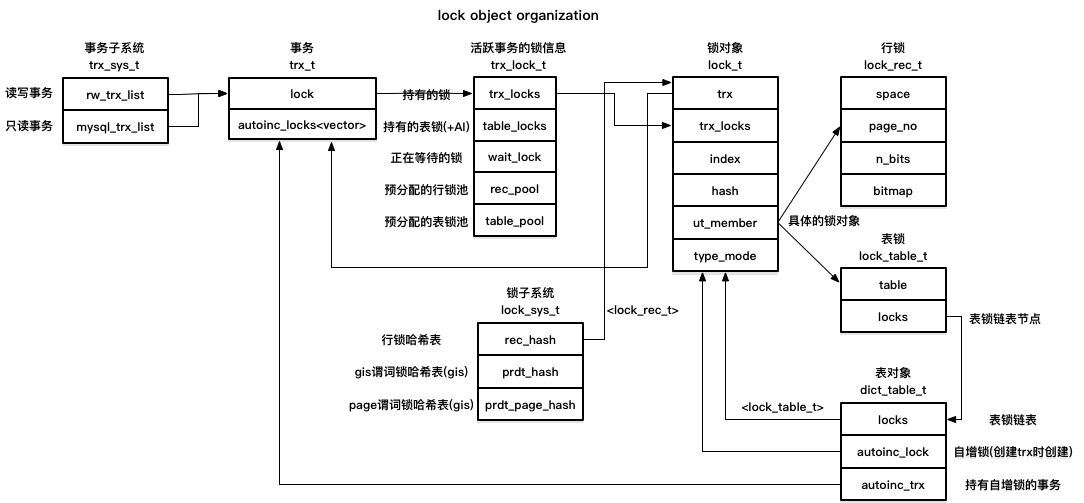 lock object organization
事务子系统
trx_sys_t
读写事务
rw_trx_list
只读事务
mysql_trx_list
事务
trx_t
lock
autoinc_locks<vector>
活跃事务的锁信息
trx_lock_t
持有的锁
trx_locks
持有的表锁(+AI)
table_locks
正在等待的锁
wait_lock
预分配的行锁池
rec_pool
预分配的表锁池
table_pool
锁对象
lock_t
trx
trx_locks
index
hash
ut_member
type_mode
具体的锁对象
行锁
lock_rec_t
space
page_no
n_bits
bitmap
表锁
lock_table_t
table
locks
表锁链表节点
锁子系统
lock_sys_t
<lock_rec_t>
行锁哈希表
rec_hash
gis谓词锁哈希表(gis)
prdt_hash
page谓词锁哈希表(gis)
prdt_page_hash
表对象
dict_table_t
<lock_table_t>
locks
表锁链表
autoinc_lock
自增锁(创建trx时创建)
autoinc_trx
持有自增锁的事务